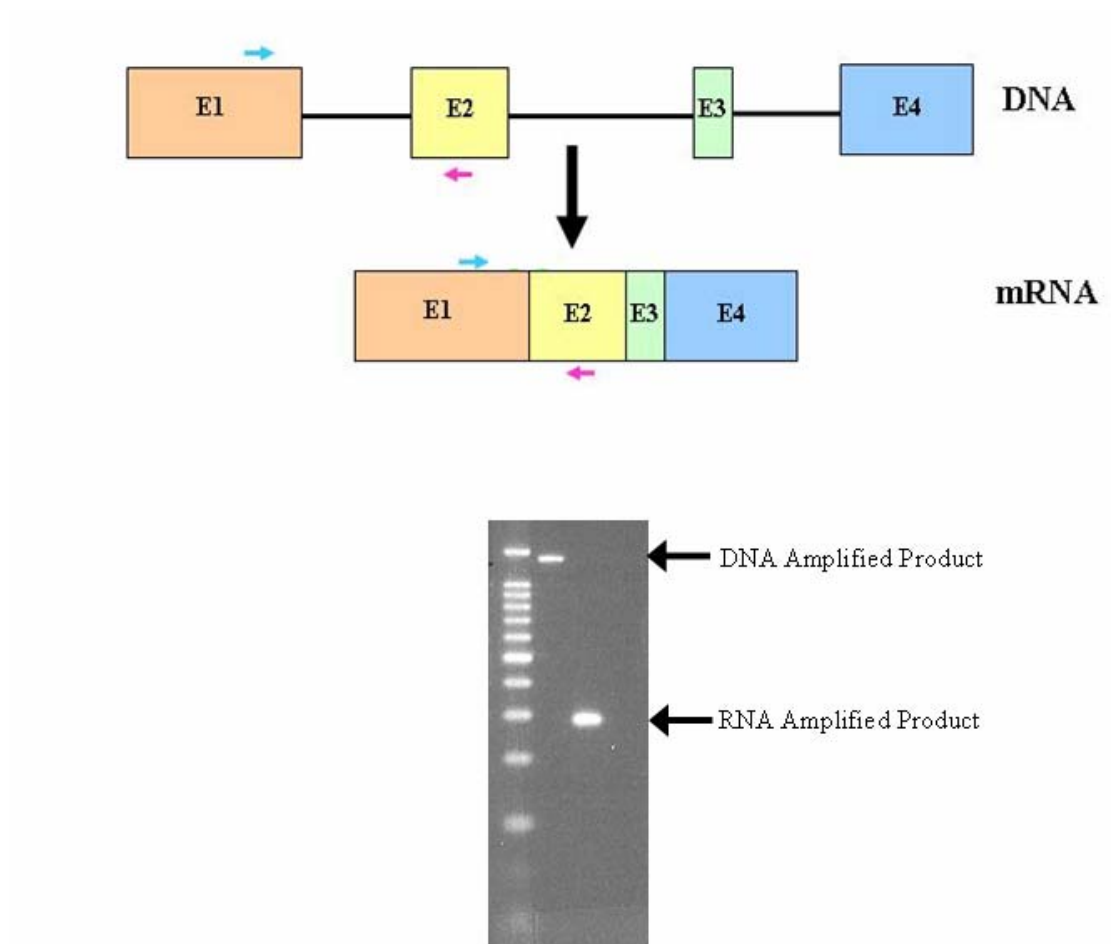 E1
E2
E3
E4
DNA
E1
E2
E3
E4
mRNA
DNA Amplified Product
RNA Amplified Product